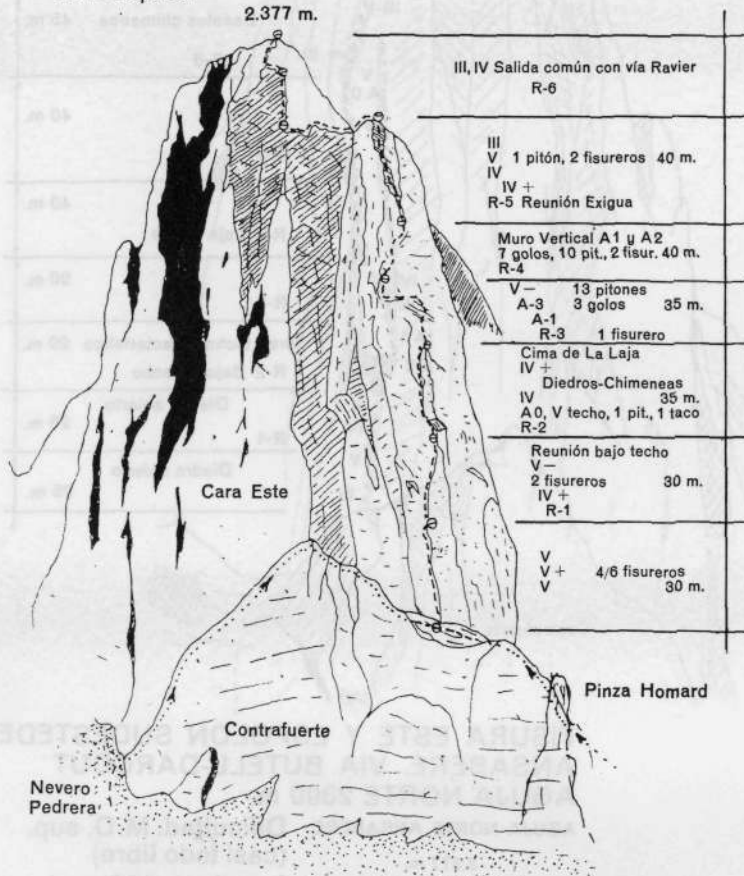 2.377 m.
III, IV Salida común con vía Ravier
R-6
III
V 1 pitón, 2 fisureros 40 m.
IV
IV +
R-5 Reunión Exigua
Muro Vertical A1 y A2
7 golos, 10 pit., 2 fisur. 40 m.
R-4
V- 13 pitones
A-3 3 golos 35 m.
A-1
R-3 1 fisurero
Cima de La Laja
IV +
Diedros-Chimeneas
IV 35 m.
A0, V techo, 1 pit., 1 taco
R-2
Reunión bajo techo
V-
2 fisureros 30 m.
IV +
R-1
V
V + 4/6 fisureros
V 30 m.
Cara Este
Pinza Homard
Contrafuerte
Nevero
Pedrera